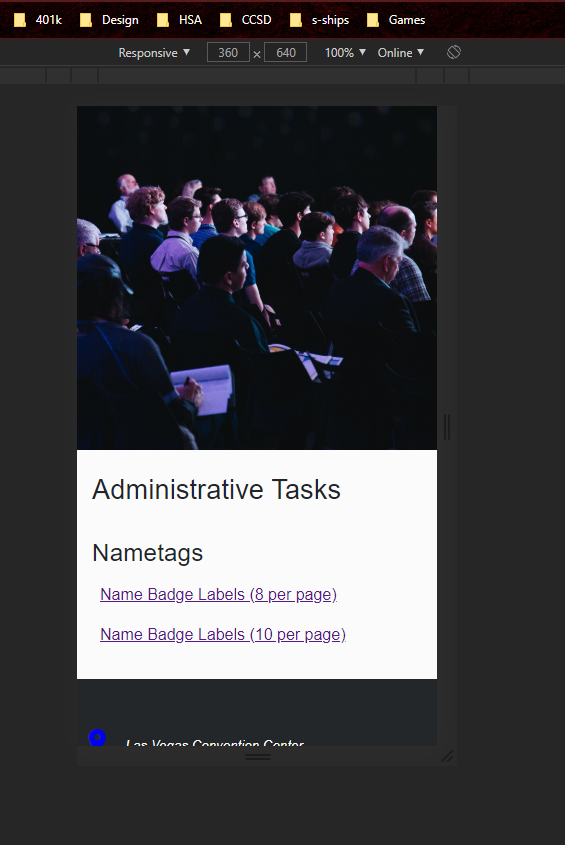 401k Design HSA CCSD s-ships Games
Responsive ▼ 360 × 640 100% ▼ Online ▼
Administrative Tasks
Nametags
Name Badge Labels (8 per page)
Name Badge Labels (10 per page)
Las Vegas Convention Center